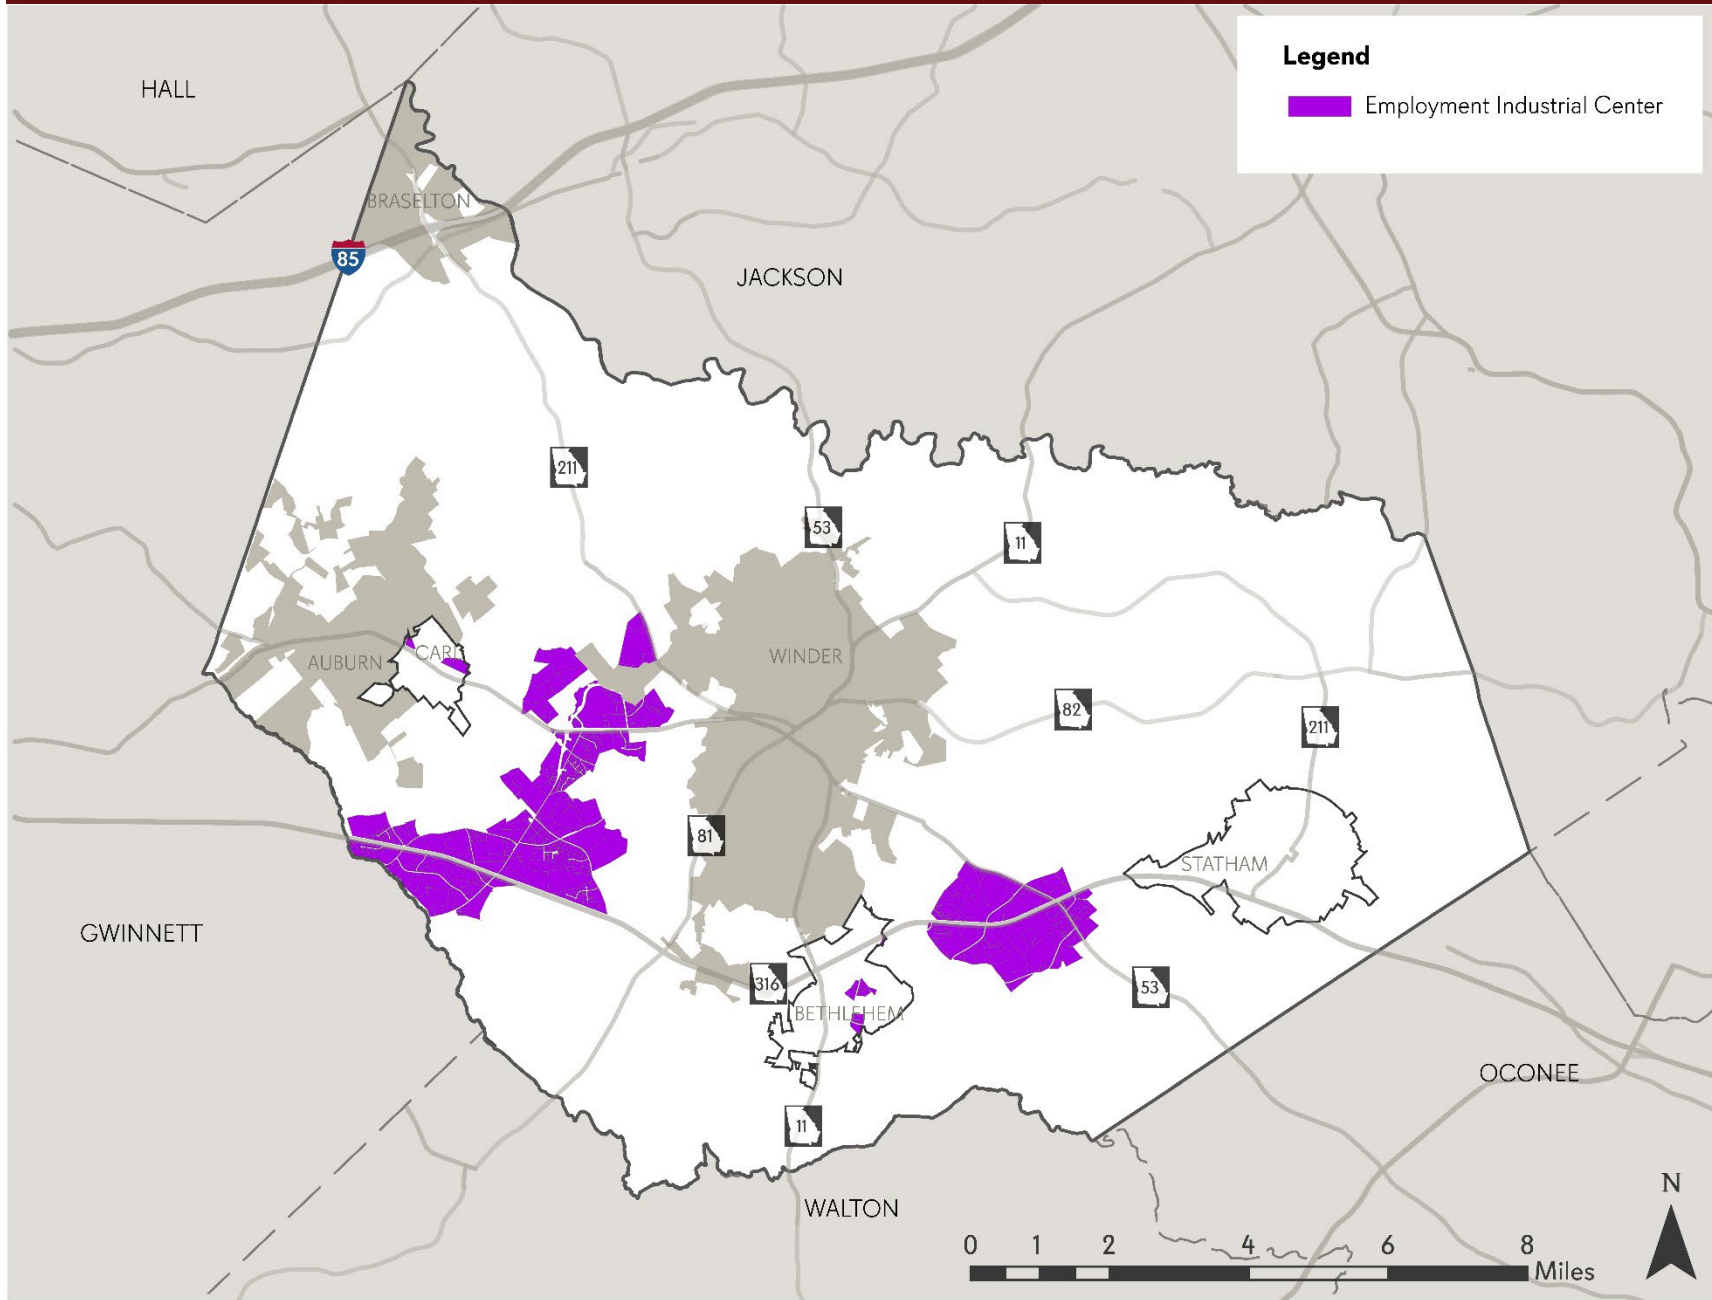 Legend
Employment Industrial Center
HALL
BRASELTON
85
JACKSON
211
53
11
AUBURN
CARL
WINDER
82
211
81
STATHAM
GWINNETT
316
53
BETHLEHEM
OCONEE
11
WALTON
N
0 1 2 4 6 8
Miles